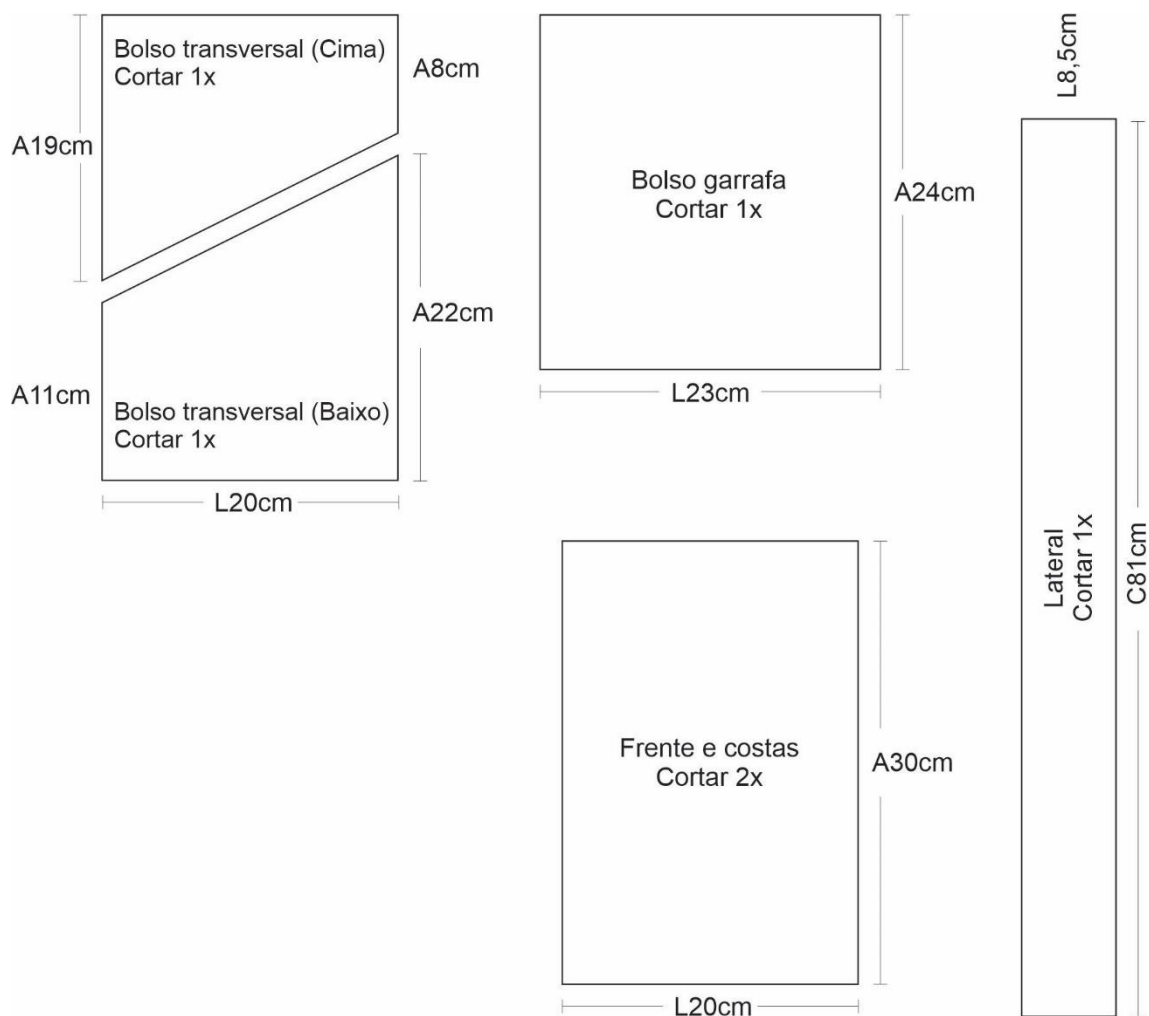 Bolso transversal (Cima)
Cortar 1x
A8cm
A19cm
Bolso transversal (Baixo)
Cortar 1x
A22cm
A11cm
L20cm
Bolso garrafa
Cortar 1x
A24cm
L23cm
Frente e costas
Cortar 2x
A30cm
L20cm
L8,5cm
Lateral
Cortar 1x
C81cm